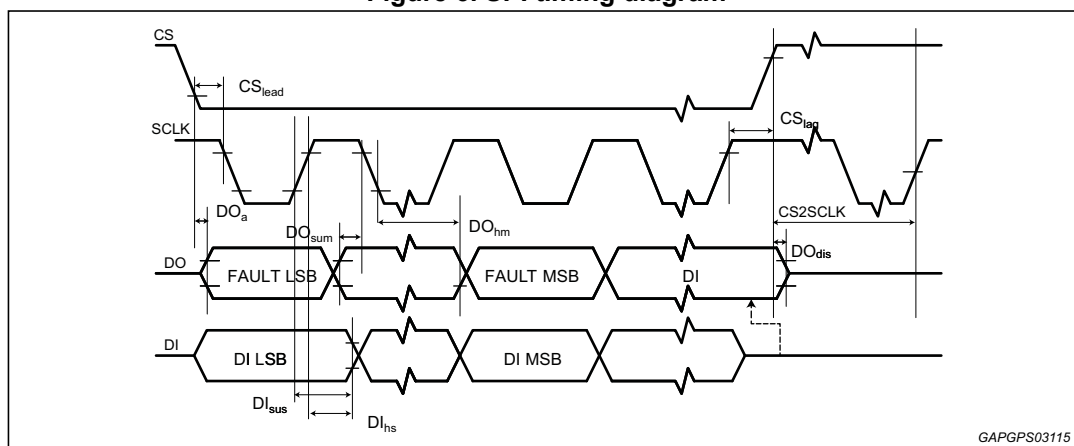 Figure SPI timing diagram
CS
CSlead
SCLK
CSlag
DOa
DOsum
DOhm
CS2SCLK
DOdis
DO
FAULT LSB
FAULT MSB
DI
DI
DI LSB
DI MSB
DIsus
DIhs
GAPGPS03115